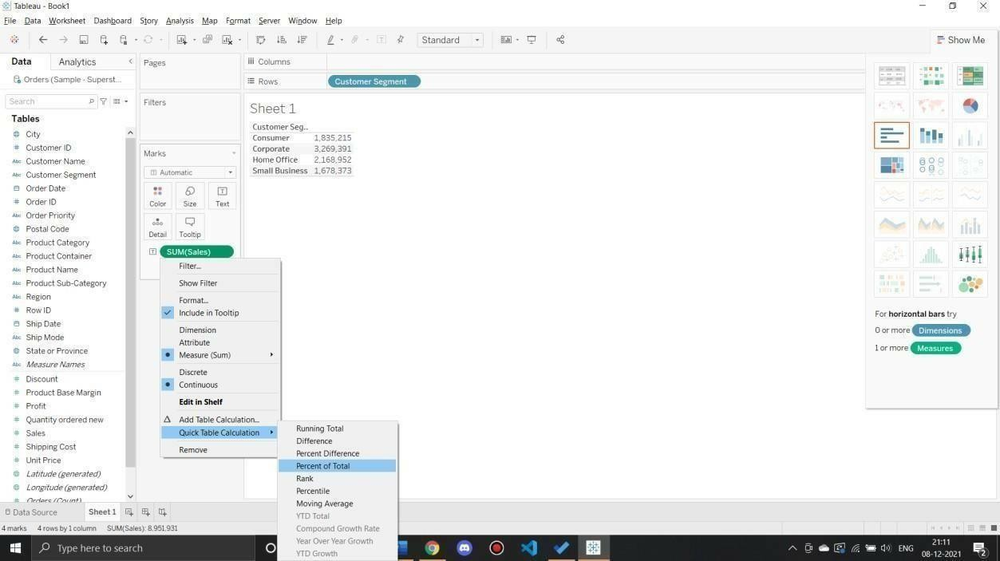 Tableau - Book1
File Data Worksheet Dashboard Story Analysis Map Format Server Window Help
Standard
Show Me
Data Analytics
Pages
Columns
Orders (Sample - Superst...
Rows Customer Segment
Search
Filters
Sheet 1
Tables
City
Customer ID
Customer Name
Customer Segment
Order Date
Order ID
Order Priority
Postal Code
Product Category
Product Container
Product Name
Product Sub-Category
Region
Row ID
Ship Date
Ship Mode
State or Province
Measure Names
Discount
Product Base Margin
Profit
Quantity ordered new
Sales
Shipping Cost
Unit Price
Latitude (generated)
Longitude (generated)
Orders (Count)
Marks
Automatic
Color Size Text
Detail Tooltip
SUM(Sales)
Customer Seg..
Consumer 1,835,215
Corporate 3,269,391
Home Office 2,168,952
Small Business 1,678,373
Filter...
Show Filter
Format...
Include in Tooltip
Dimension
Attribute
Measure (Sum)
Discrete
Continuous
Edit in Shelf
Add Table Calculation...
Quick Table Calculation
Remove
Running Total
Difference
Percent Difference
Percent of Total
Rank
Percentile
Moving Average
YTD Total
Compound Growth Rate
Year Over Year Growth
YTD Growth
For horizontal bars try
0 or more Dimensions
1 or more Measures
Data Source Sheet 1
4 marks 4 rows by 1 column SUM(Sales): 8,951,931
Type here to search
ENG
21:11
08-12-2021
2